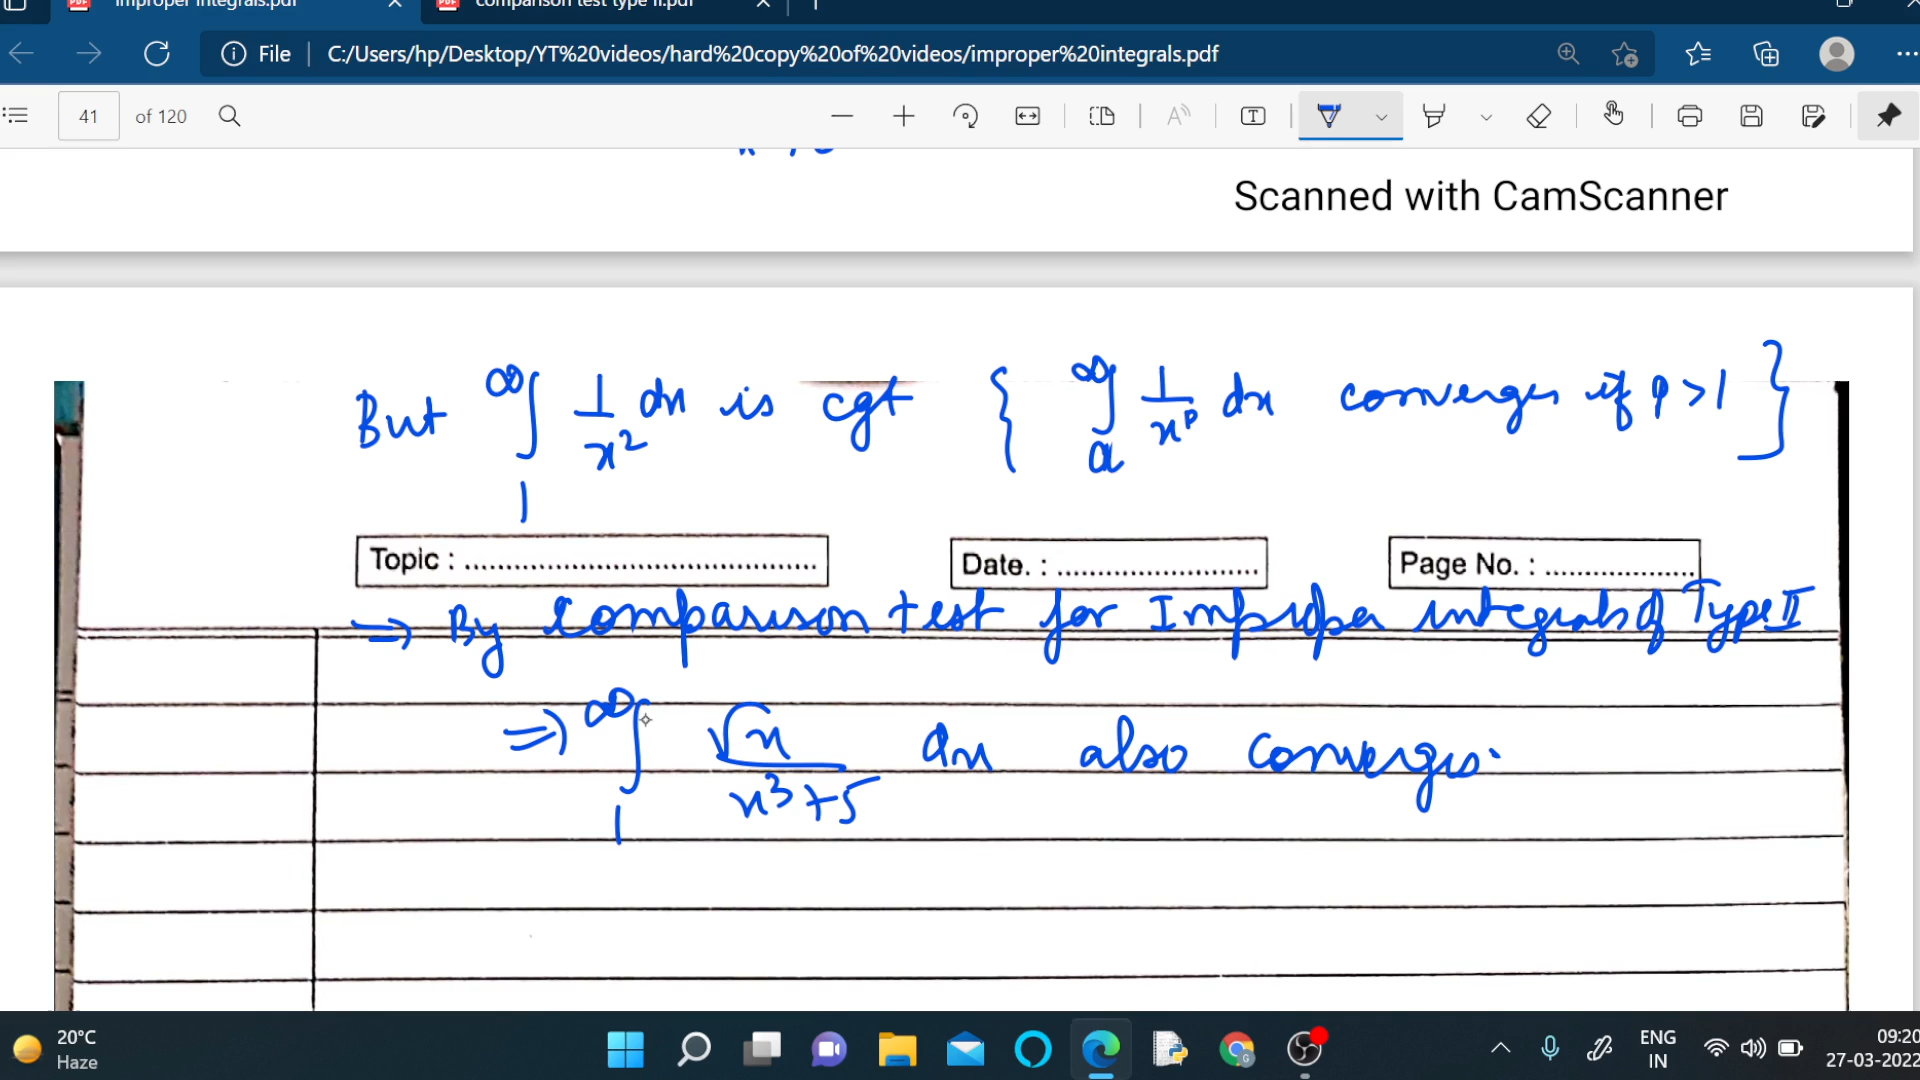 improper integrals.pdf
comparison test type II.pdf
File
C:/Users/hp/Desktop/YT%20videos/hard%20copy%20of%20videos/improper%20integrals.pdf
41 of 120
Scanned with CamScanner
But ∫₁^∞ 1/x² dx is cgt { ∫ₐ^∞ 1/xᵖ dx converges if p > 1 }
Topic : ........................................ Date. : ........................ Page No. : ..................
⇒ By Comparison test for Improper integrals of Type II
⇒ ∫₁^∞ √x/(x³+5) dx also converges.
20°C
Haze
ENG
IN
09:20
27-03-2022